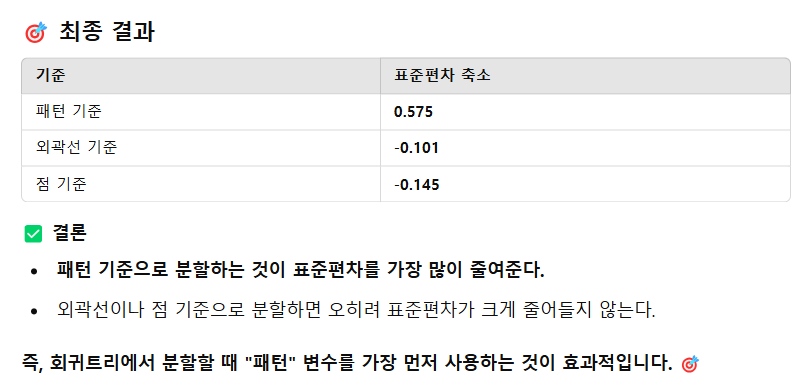 🎯 최종 결과
기준 표준편차 축소
패턴 기준 0.575
외곽선 기준 -0.101
점 기준 -0.145
✅ 결론
• 패턴 기준으로 분할하는 것이 표준편차를 가장 많이 줄여준다.
• 외곽선이나 점 기준으로 분할하면 오히려 표준편차가 크게 줄어들지 않는다.
즉, 회귀트리에서 분할할 때 "패턴" 변수를 가장 먼저 사용하는 것이 효과적입니다. 🎯